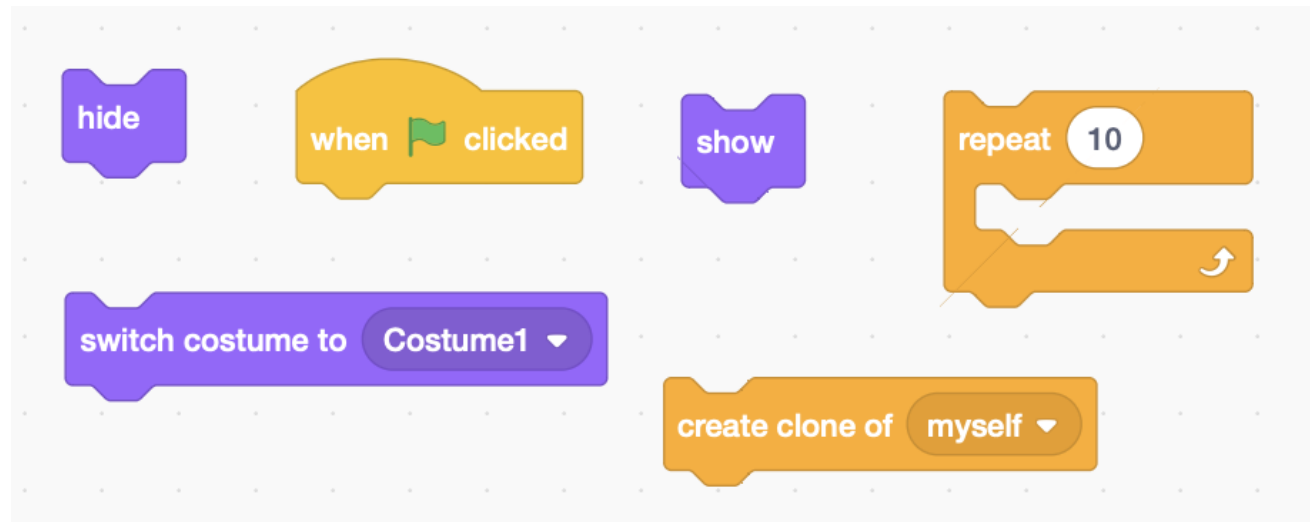 hide
when clicked
show
repeat 10
switch costume to Costume1
create clone of myself